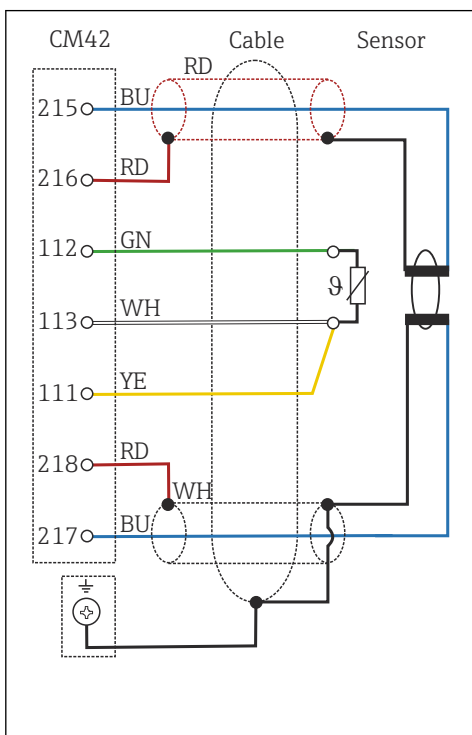 CM42 Cable Sensor
RD
215 BU
216 RD
112 GN
ϑ
113 WH
111 YE
218 RD
WH
217 BU